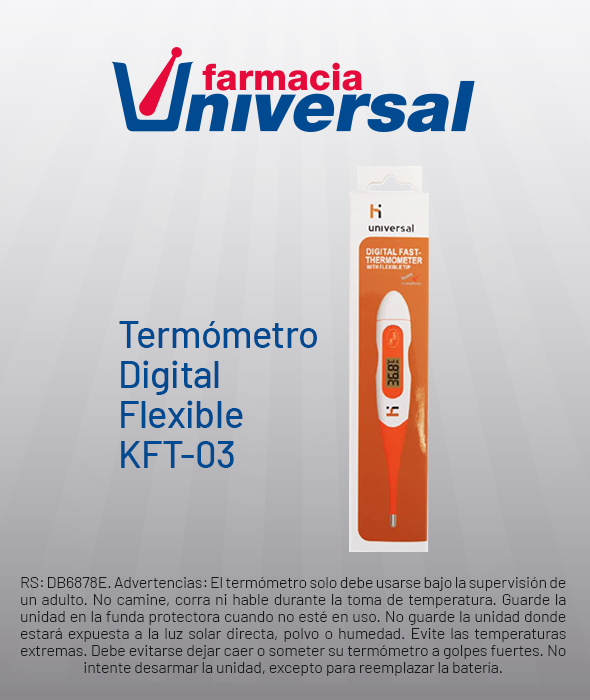 farmacia
Universal
hi
universal
DIGITAL FAST-
THERMOMETER
WITH FLEXIBLE TIP
36.8
hi
Termómetro
Digital
Flexible
KFT-03
RS: DB6878E. Advertencias: El termómetro solo debe usarse bajo la supervisión de
un adulto. No camine, corra ni hable durante la toma de temperatura. Guarde la
unidad en la funda protectora cuando no esté en uso. No guarde la unidad donde
estará expuesta a la luz solar directa, polvo o humedad. Evite las temperaturas
extremas. Debe evitarse dejar caer o someter su termómetro a golpes fuertes. No
intente desarmar la unidad, excepto para reemplazar la batería.